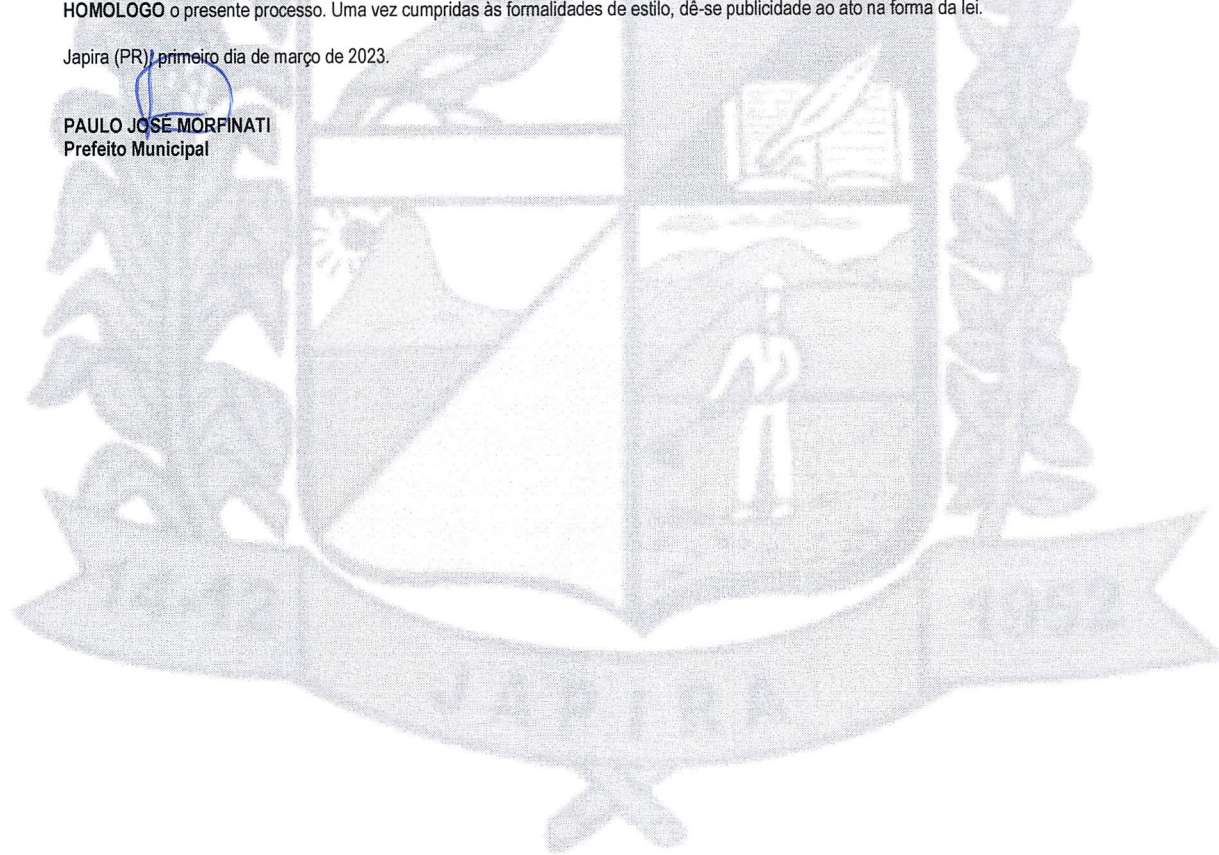 HOMOLOGO o presente processo. Uma vez cumpridas às formalidades de estilo, dê-se publicidade ao ato na forma da lei.
Japira (PR), primeiro dia de março de 2023.
PAULO JOSE MORFINATI
Prefeito Municipal
14-12
1952
JAPIRA